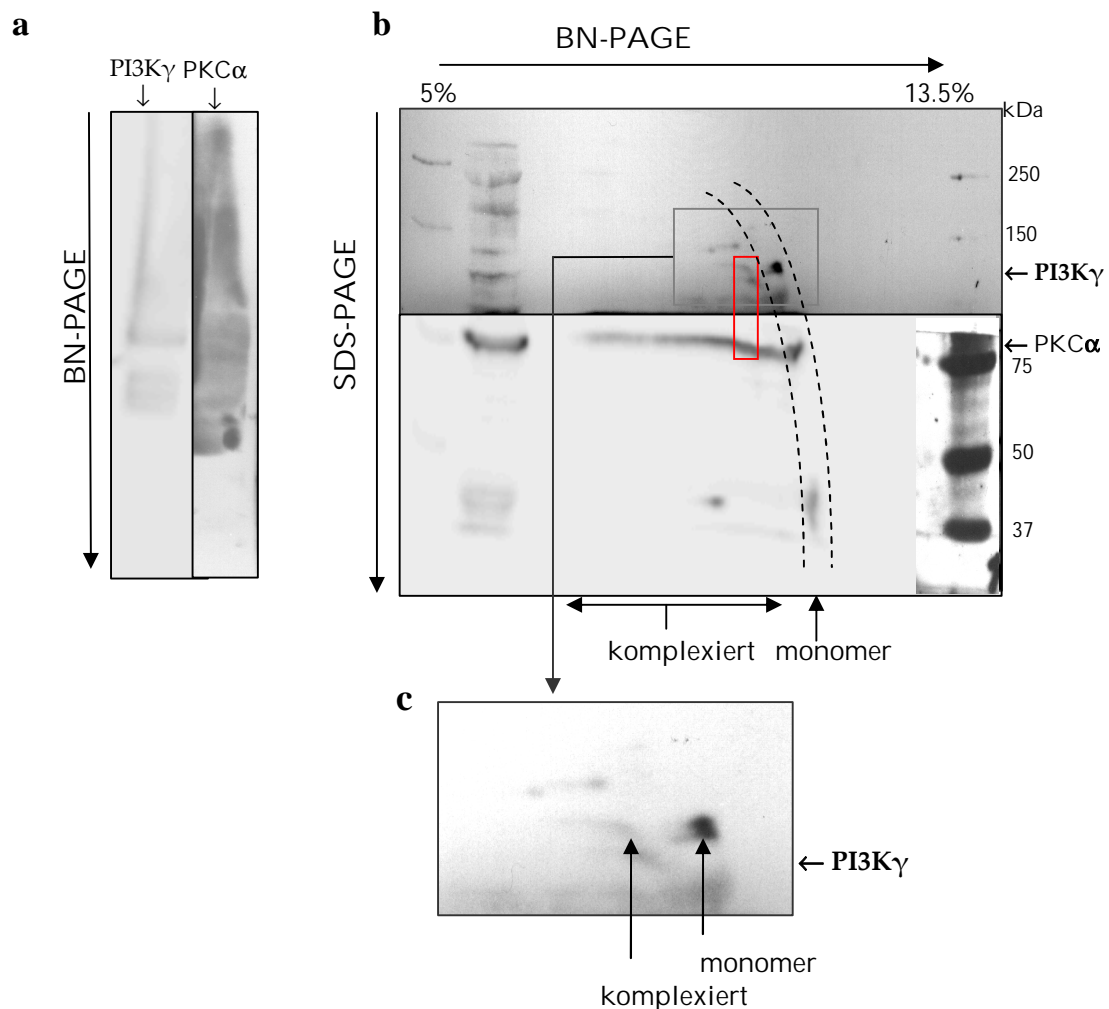 a
PI3Kγ PKCα
↓ ↓
BN-PAGE
b
BN-PAGE
5% 13.5%
kDa
250
150
← PI3Kγ
← PKCα
75
50
37
SDS-PAGE
komplexiert monomer
c
← PI3Kγ
monomer
komplexiert